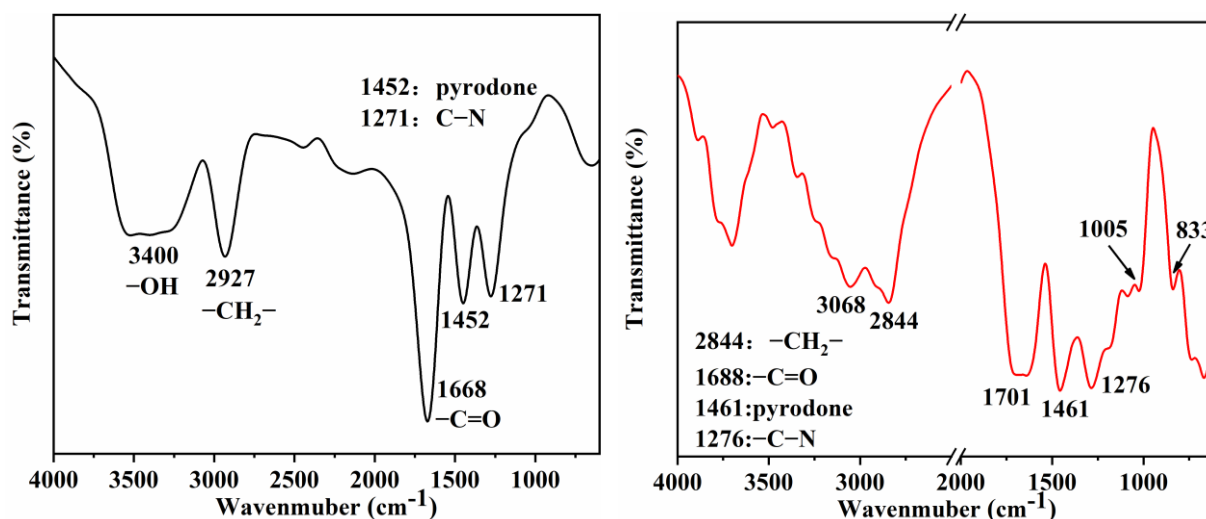 Transmittance (%)
1452: pyrodone
1271: C−N
3400
−OH
2927
−CH₂−
1452
1271
1668
−C=O
4000 3500 3000 2500 2000 1500 1000
Wavenmuber (cm⁻¹)
Transmittance (%)
1005
833
3068
2844
2844: −CH₂−
1688:−C=O
1461:pyrodone
1276:−C−N
1701
1461
1276
4000 3500 3000 2000 1500 1000
Wavenmuber (cm⁻¹)